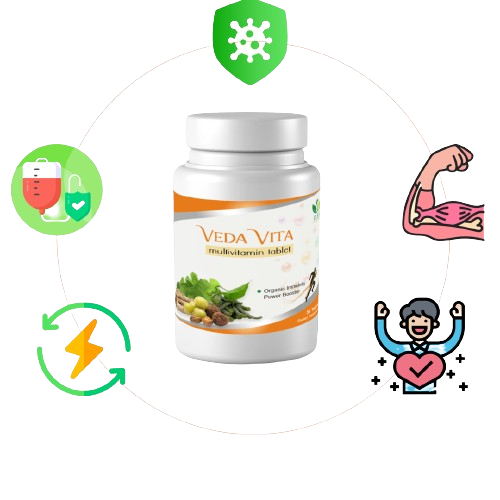 VEDA VITA
multivitamin tablet
Organic Immunity
Power Booster